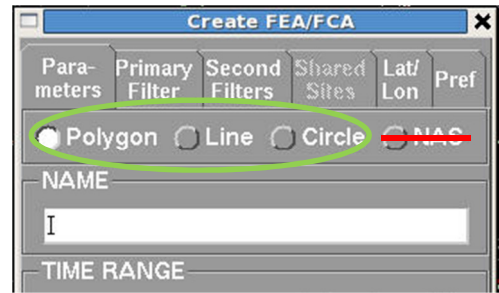 Create FEA/FCA
Para-meters Primary Filter Second Filters Shared Sites Lat/Lon Pref
Polygon Line Circle NAS
NAME
TIME RANGE